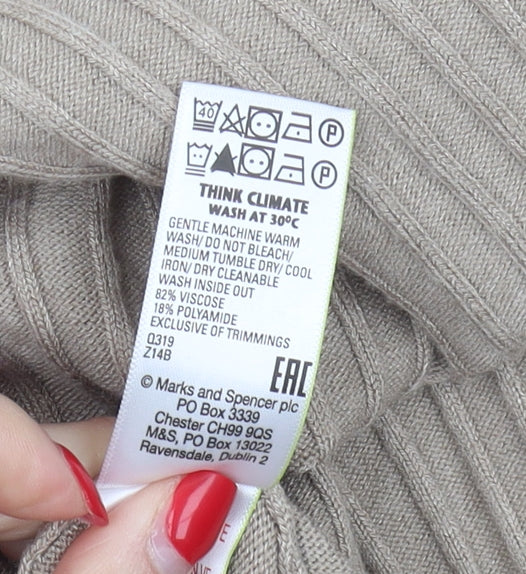 40 P
P
THINK CLIMATE
WASH AT 30ºC
GENTLE MACHINE WARM
WASH/ DO NOT BLEACH/
MEDIUM TUMBLE DRY/ COOL
IRON/ DRY CLEANABLE
WASH INSIDE OUT
82% VISCOSE
18% POLYAMIDE
EXCLUSIVE OF TRIMMINGS
Q319
Z14B
EAC
© Marks and Spencer plc
PO Box 3339
Chester CH99 9QS
M&S, PO Box 13022
Ravensdale, Dublin 2